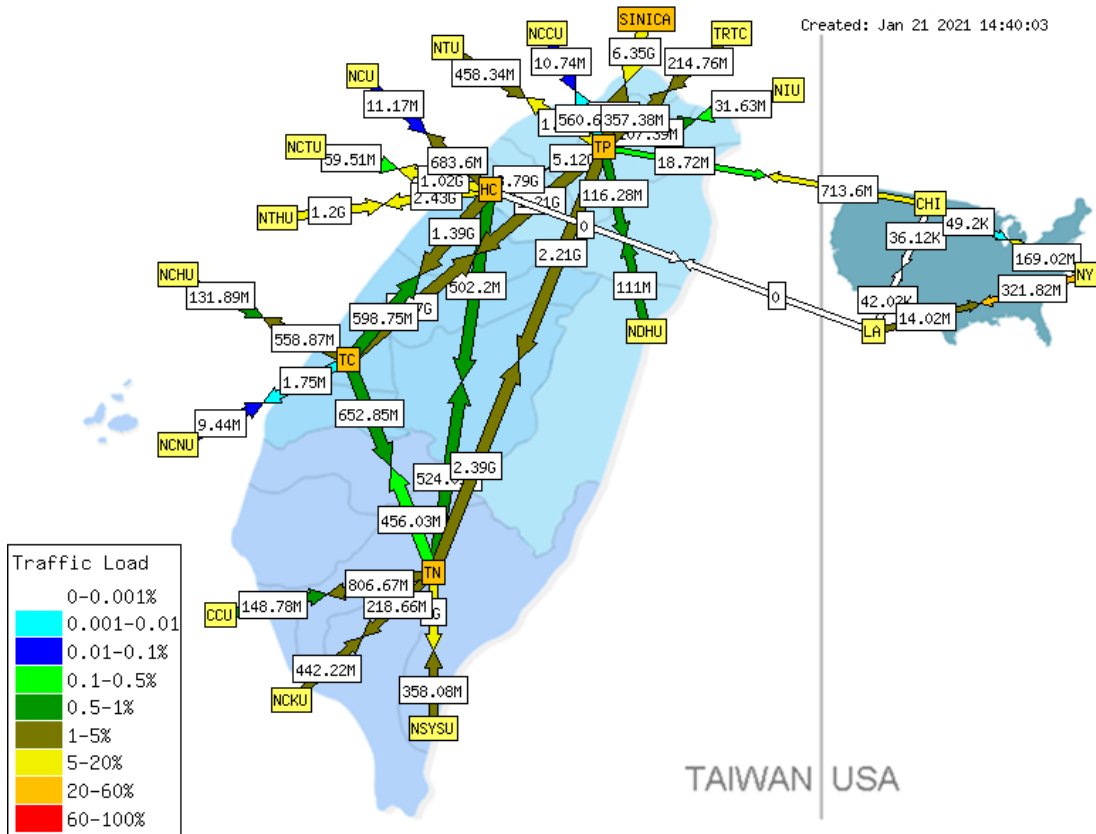 SINICA
Created: Jan 21 2021 14:40:03
NCCU
TRTC
NTU
6.35G
10.74M
214.76M
458.34M
NCU
NIU
11.17M
31.63M
357.38M
NCTU
59.51M
683.6M
TP
18.72M
1.02G
HC
116.28M
713.6M
CHI
2.43G
1.2G
NTHU
0
49.2K
1.39G
36.12K
2.21G
169.02M
NCHU
502.2M
111M
NY
131.89M
321.82M
0
42.02K
598.75M
14.02M
NDHU
LA
558.87M
TC
1.75M
652.85M
9.44M
NCNU
2.39G
456.03M
Traffic Load
0-0.001%
0.001-0.01
0.01-0.1%
0.1-0.5%
0.5-1%
1-5%
5-20%
20-60%
60-100%
TN
806.67M
148.78M
CCU
218.66M
442.22M
358.08M
NCKU
NSYSU
TAIWAN USA